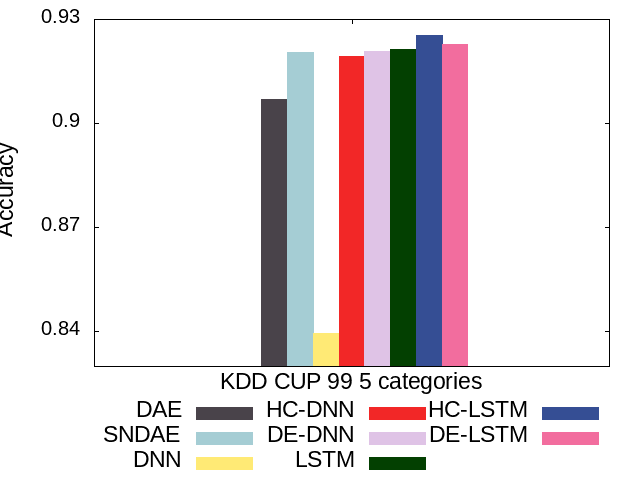 0.93
0.9
0.87
0.84
Accuracy
KDD CUP 99 5 categories
DAE HC-DNN HC-LSTM
SNDAE DE-DNN DE-LSTM
DNN LSTM